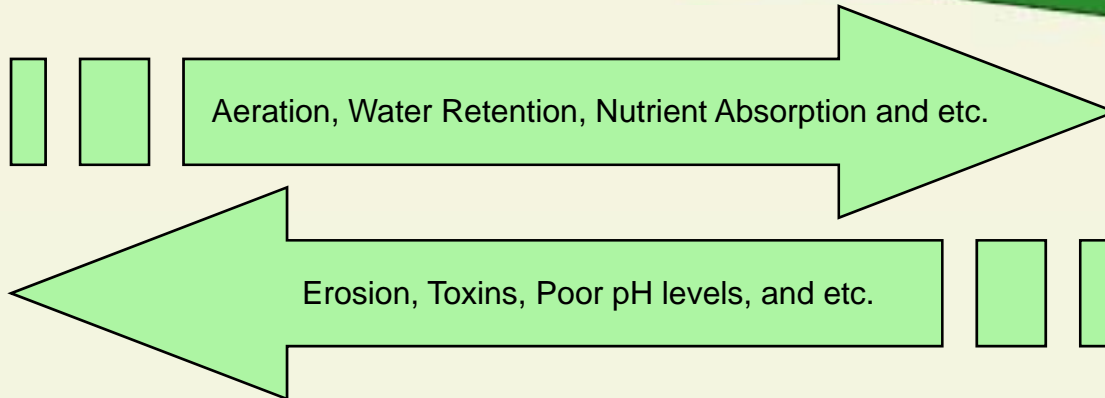 Aeration, Water Retention, Nutrient Absorption and etc.
Erosion, Toxins, Poor pH levels, and etc.